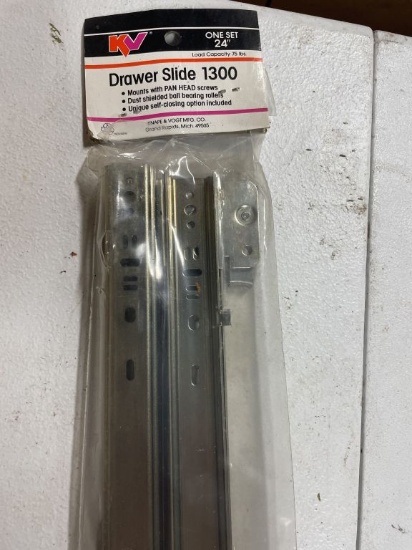 KV
ONE SET
24"
Load Capacity 75 lbs.
Drawer Slide 1300
• Mounts with PAN HEAD screws
• Dust shielded ball bearing rollers
• Unique self-closing option included
KNAPE & VOGT MFG. CO.
Grand Rapids, Mich. 49505